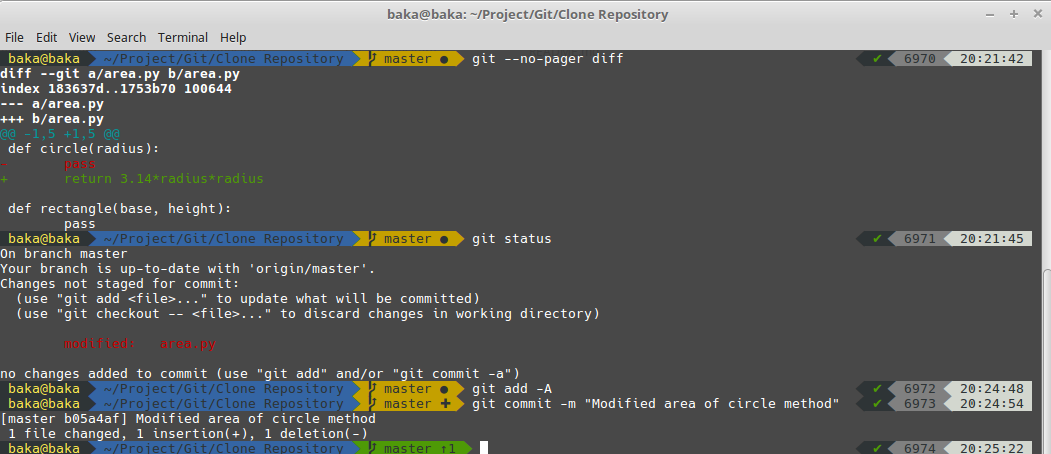 baka@baka: ~/Project/Git/Clone Repository
File Edit View Search Terminal Help
baka@baka ~/Project/Git/Clone Repository master ● git --no-pager diff ✔ 6970 20:21:42
diff --git a/area.py b/area.py
index 183637d..1753b70 100644
--- a/area.py
+++ b/area.py
@@ -1,5 +1,5 @@
def circle(radius):
- pass
+ return 3.14*radius*radius
def rectangle(base, height):
pass
baka@baka ~/Project/Git/Clone Repository master ● git status ✔ 6971 20:21:45
On branch master
Your branch is up-to-date with 'origin/master'.
Changes not staged for commit:
(use "git add <file>..." to update what will be committed)
(use "git checkout -- <file>..." to discard changes in working directory)
modified: area.py
no changes added to commit (use "git add" and/or "git commit -a")
baka@baka ~/Project/Git/Clone Repository master ● git add -A ✔ 6972 20:24:48
baka@baka ~/Project/Git/Clone Repository master ✚ git commit -m "Modified area of circle method" ✔ 6973 20:24:54
[master b05a4af] Modified area of circle method
1 file changed, 1 insertion(+), 1 deletion(-)
baka@baka ~/Project/Git/Clone Repository master ↑1 ✔ 6974 20:25:22